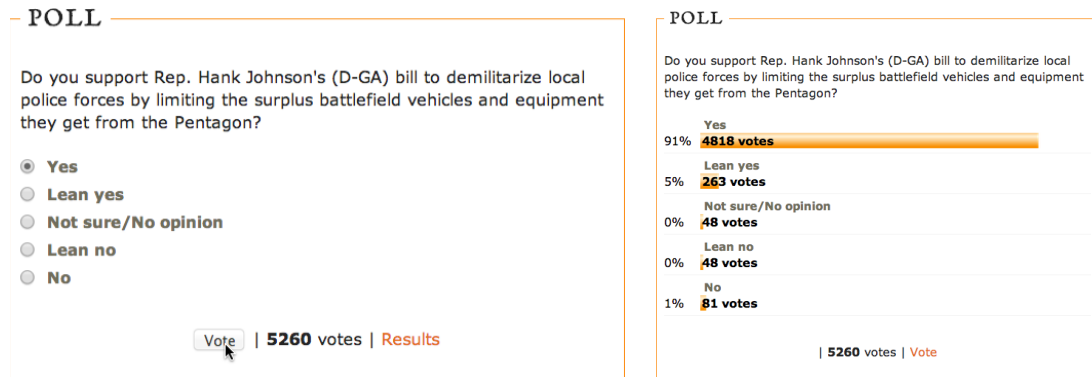 POLL
Do you support Rep. Hank Johnson's (D-GA) bill to demilitarize local
police forces by limiting the surplus battlefield vehicles and equipment
they get from the Pentagon?
Yes
Lean yes
Not sure/No opinion
Lean no
No
Vote | 5260 votes | Results
POLL
Do you support Rep. Hank Johnson's (D-GA) bill to demilitarize local
police forces by limiting the surplus battlefield vehicles and equipment
they get from the Pentagon?
Yes
91% 4818 votes
Lean yes
5% 263 votes
Not sure/No opinion
0% 48 votes
Lean no
0% 48 votes
No
1% 81 votes
| 5260 votes | Vote